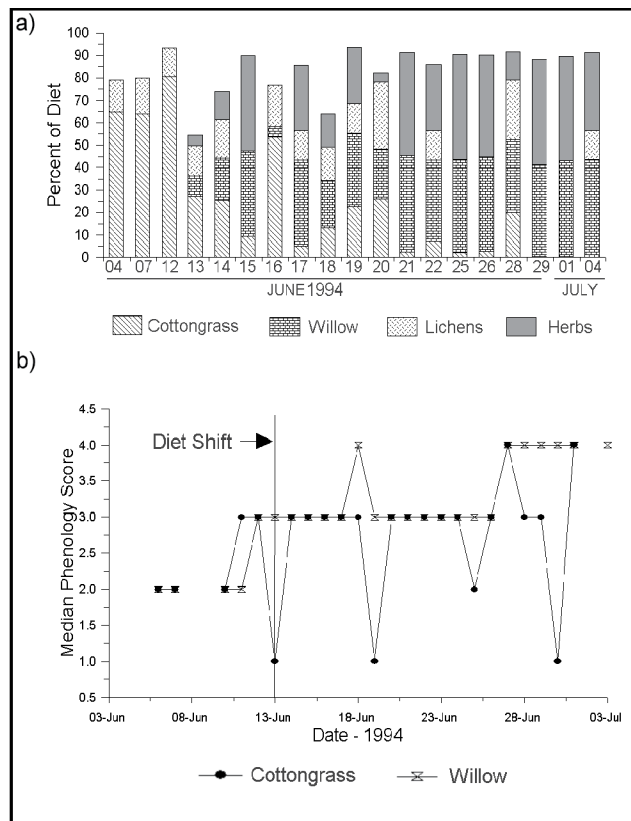 a)
Percent of Diet
100
90
80
70
60
50
40
30
20
10
0
04 07 12 13 14 15 16 17 18 19 20 21 22 25 26 28 29 01 04
JUNE 1994 JULY
Cottongrass Willow Lichens Herbs
b)
Median Phenology Score
4.5
4.0
3.5
3.0
2.5
2.0
1.5
1.0
0.5
Diet Shift
03-Jun 08-Jun 13-Jun 18-Jun 23-Jun 28-Jun 03-Jul
Date - 1994
Cottongrass Willow